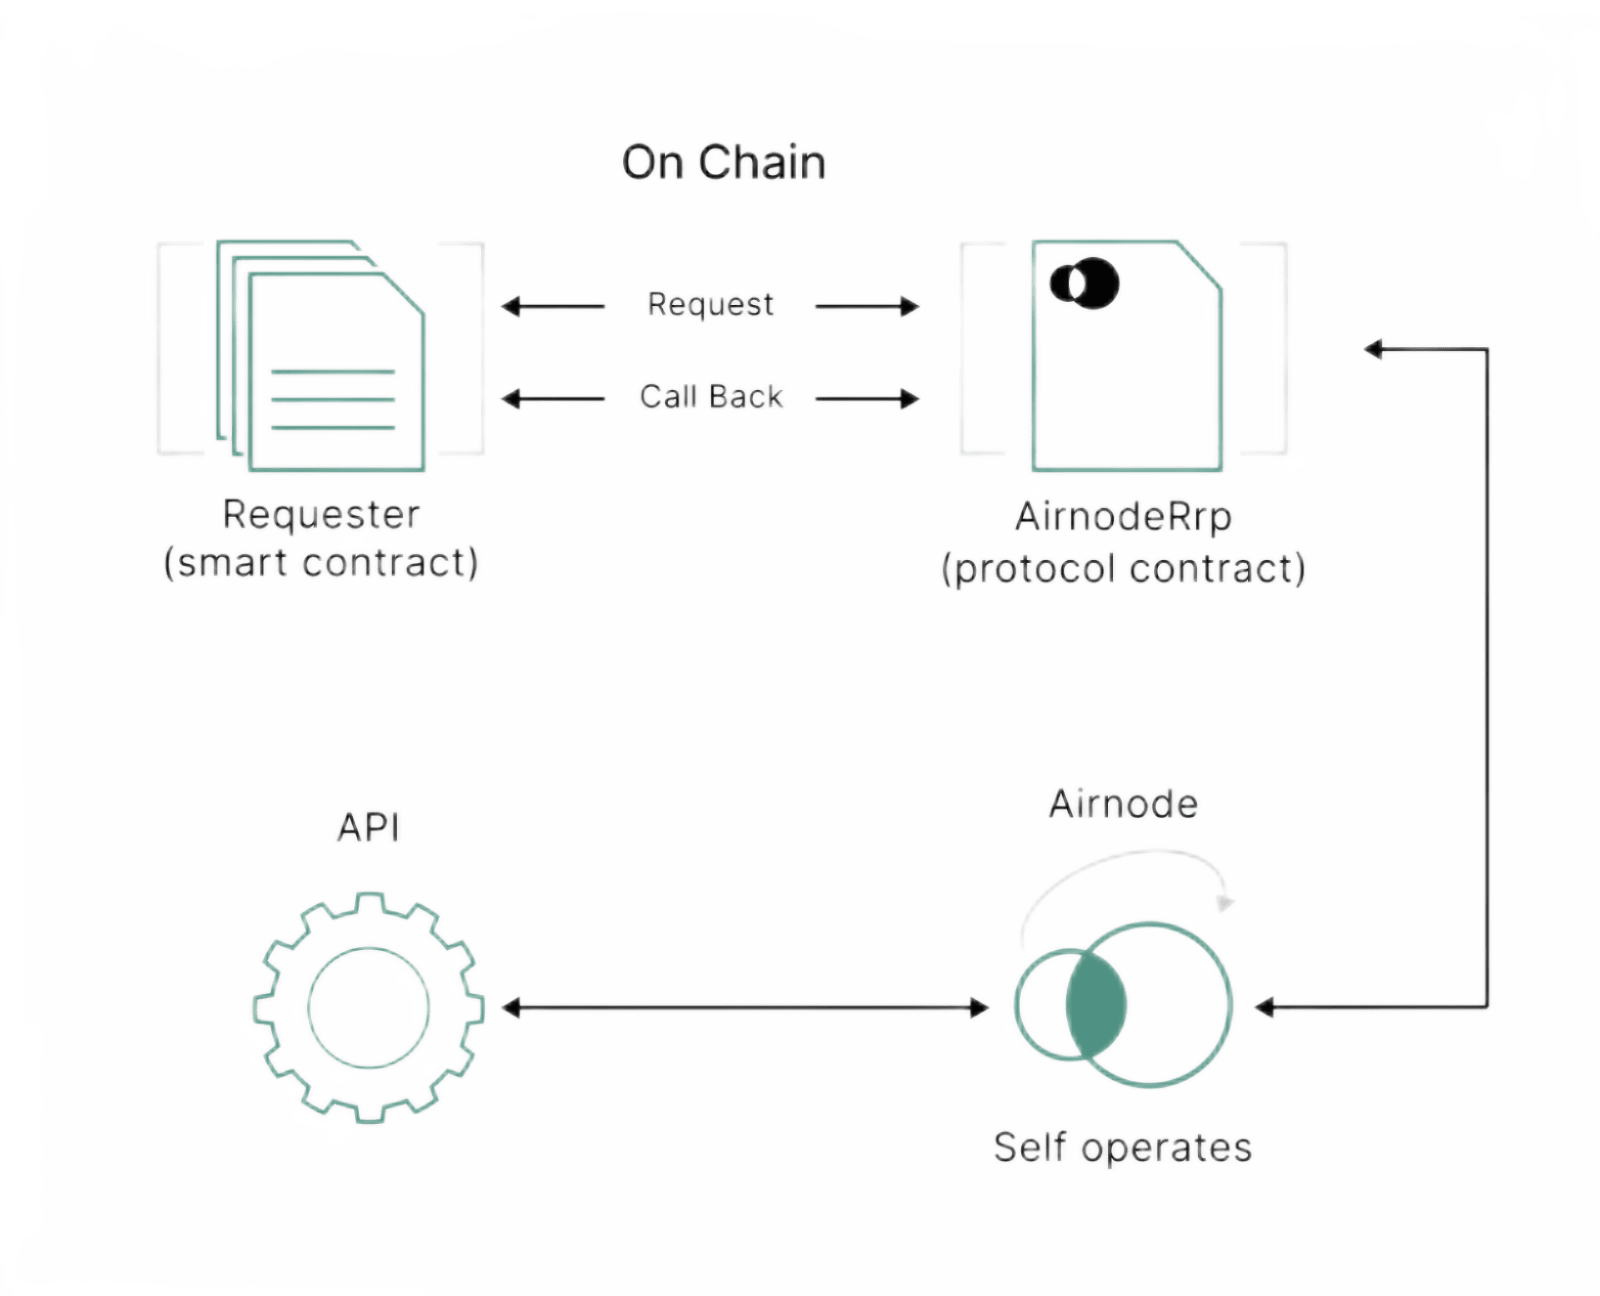 On Chain
Request
Call Back
Requester
(smart contract)
AirnodeRrp
(protocol contract)
API
Airnode
Self operates